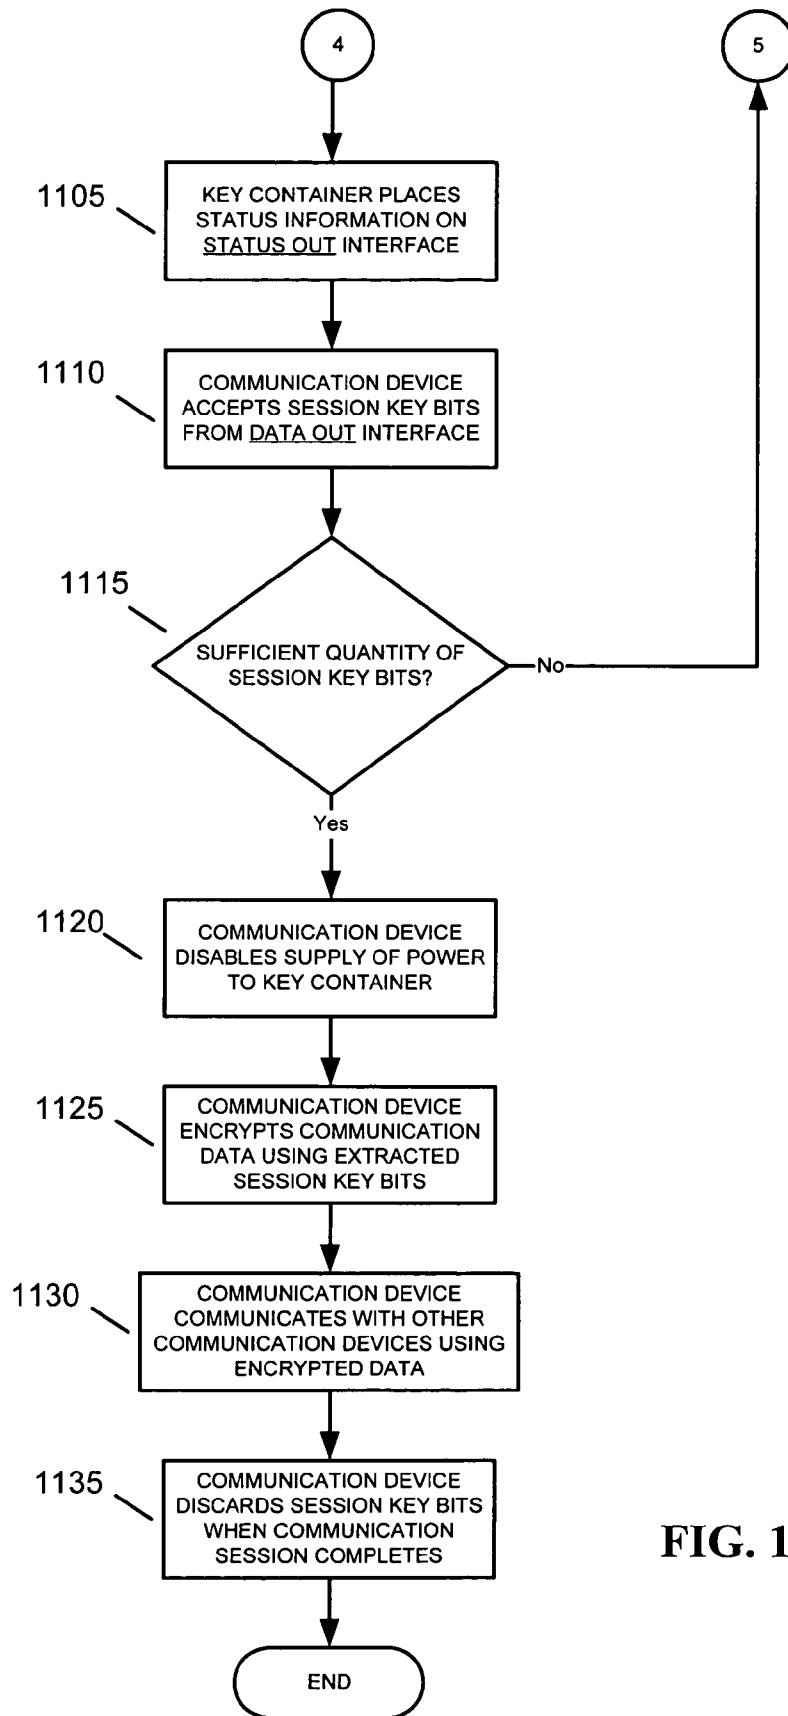 4
5
1105
KEY CONTAINER PLACES
STATUS INFORMATION ON
STATUS OUT INTERFACE
1110
COMMUNICATION DEVICE
ACCEPTS SESSION KEY BITS
FROM DATA OUT INTERFACE
1115
SUFFICIENT QUANTITY OF
SESSION KEY BITS?
No
Yes
1120
COMMUNICATION DEVICE
DISABLES SUPPLY OF POWER
TO KEY CONTAINER
1125
COMMUNICATION DEVICE
ENCRYPTS COMMUNICATION
DATA USING EXTRACTED
SESSION KEY BITS
1130
COMMUNICATION DEVICE
COMMUNICATES WITH OTHER
COMMUNICATION DEVICES USING
ENCRYPTED DATA
1135
COMMUNICATION DEVICE
DISCARDS SESSION KEY BITS
WHEN COMMUNICATION
SESSION COMPLETES
FIG. 1
END